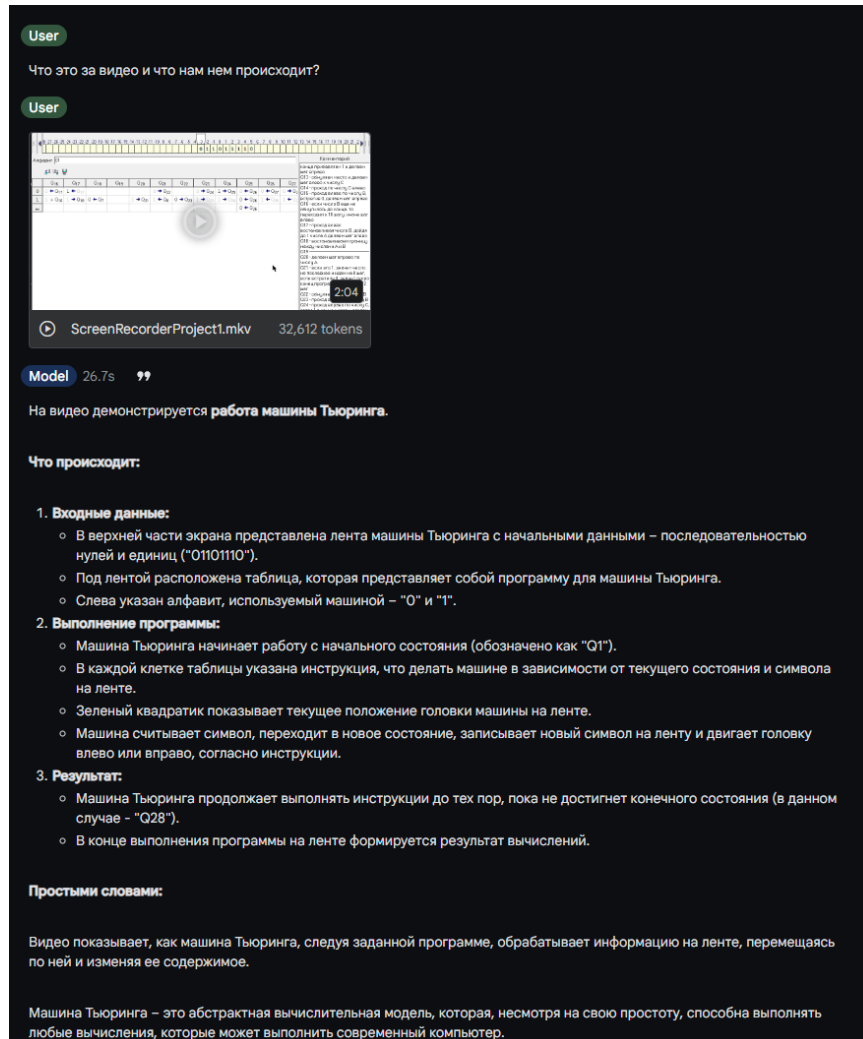 User
Что это за видео и что нам нем происходит?
User
Алфавит: 01
Комментарий
2:04
ScreenRecorderProject1.mkv 32,612 tokens
Model 26.7s
На видео демонстрируется работа машины Тьюринга.
Что происходит:
1. Входные данные:
В верхней части экрана представлена лента машины Тьюринга с начальными данными – последовательностью
нулей и единиц ("01101110").
Под лентой расположена таблица, которая представляет собой программу для машины Тьюринга.
Слева указан алфавит, используемый машиной – "0" и "1".
2. Выполнение программы:
Машина Тьюринга начинает работу с начального состояния (обозначено как "Q1").
В каждой клетке таблицы указана инструкция, что делать машине в зависимости от текущего состояния и символа
на ленте.
Зеленый квадратик показывает текущее положение головки машины на ленте.
Машина считывает символ, переходит в новое состояние, записывает новый символ на ленту и двигает головку
влево или вправо, согласно инструкции.
3. Результат:
Машина Тьюринга продолжает выполнять инструкции до тех пор, пока не достигнет конечного состояния (в данном
случае - "Q28").
В конце выполнения программы на ленте формируется результат вычислений.
Простыми словами:
Видео показывает, как машина Тьюринга, следуя заданной программе, обрабатывает информацию на ленте, перемещаясь
по ней и изменяя ее содержимое.
Машина Тьюринга – это абстрактная вычислительная модель, которая, несмотря на свою простоту, способна выполнять
любые вычисления, которые может выполнить современный компьютер.